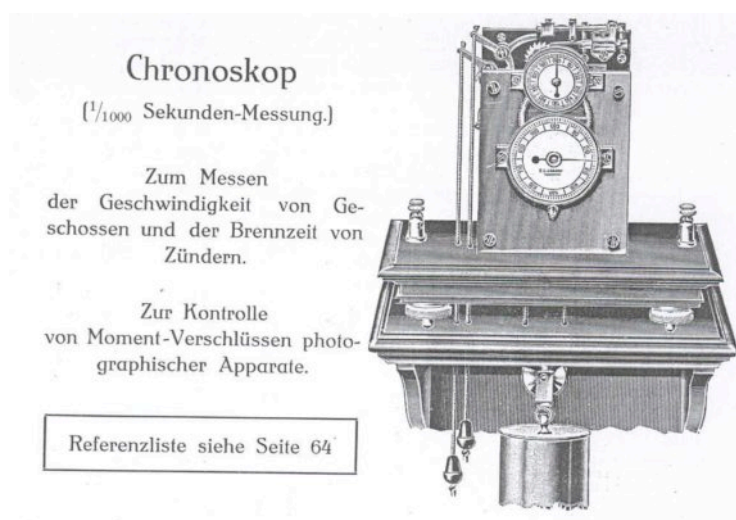 Chronoskop
(1/1000 Sekunden-Messung.)
Zum Messen
der Geschwindigkeit von Ge-
schossen und der Brennzeit von
Zündern.
Zur Kontrolle
von Moment-Verschlüssen photo-
graphischer Apparate.
Referenzliste siehe Seite 64